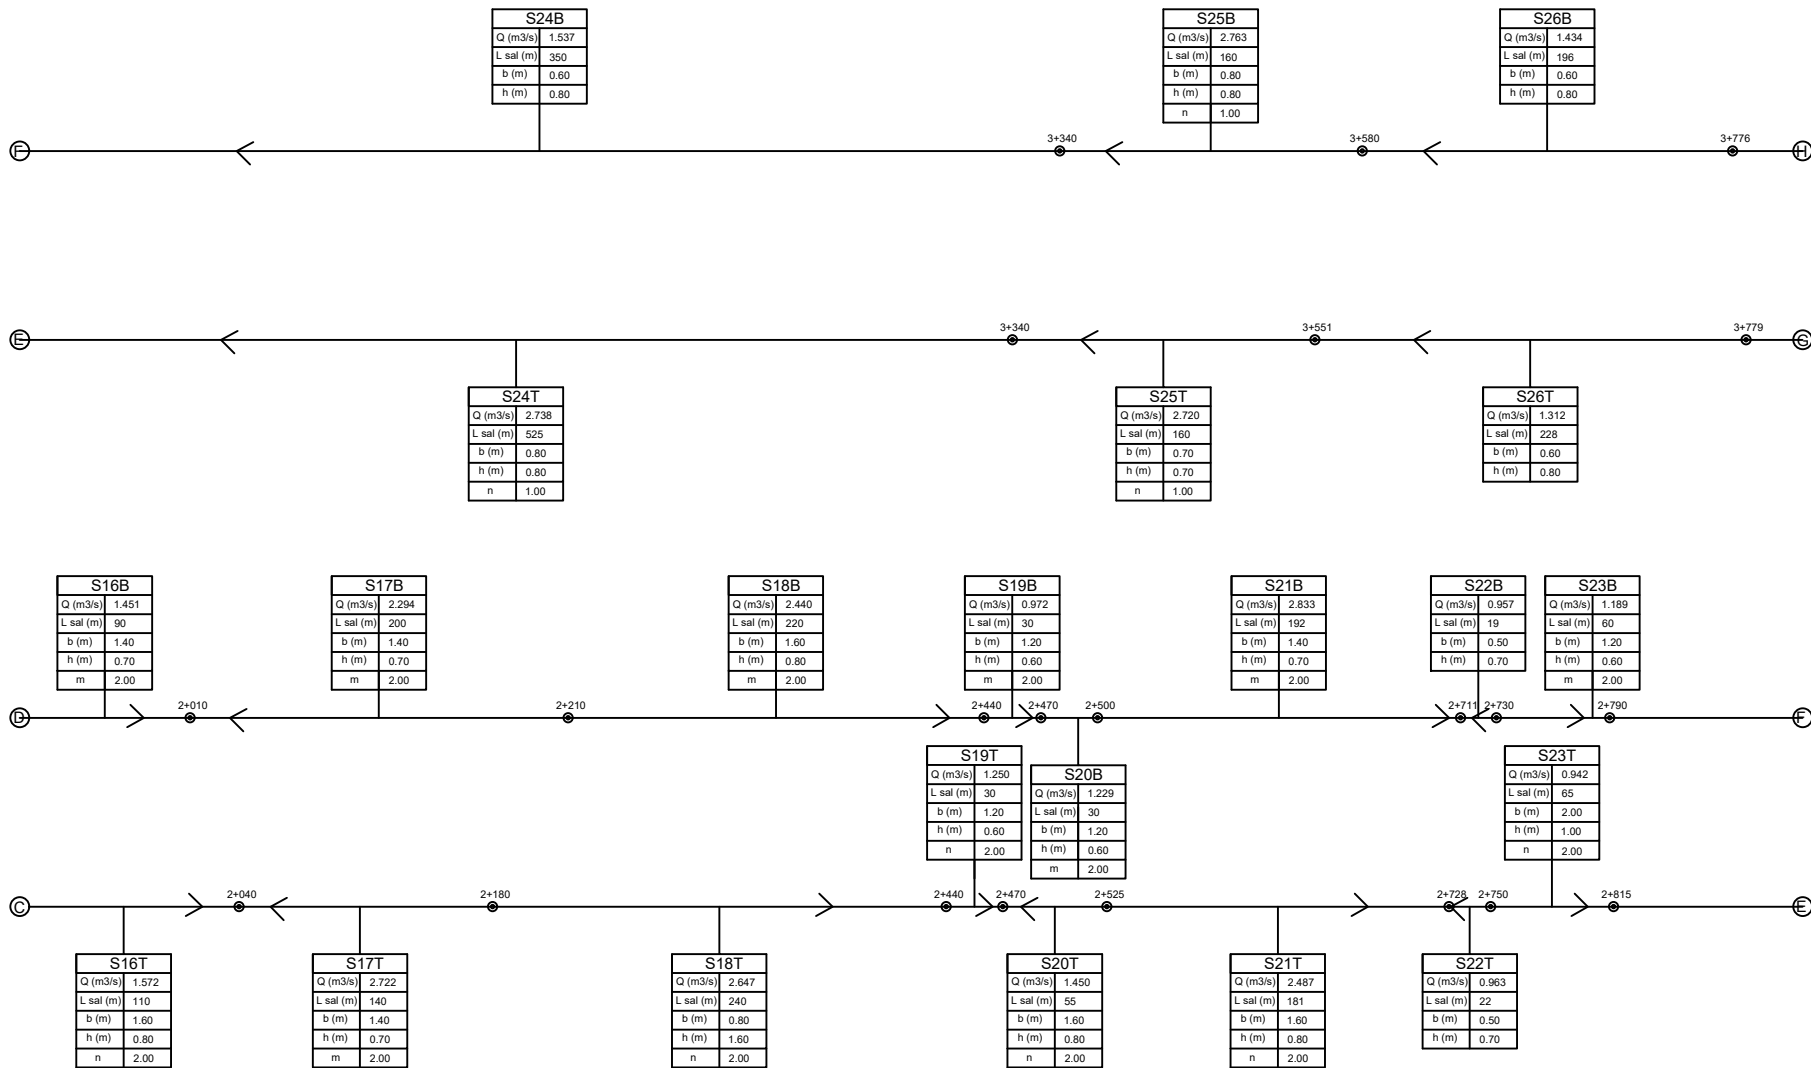 S24B
Q (m3/s) 1.537
L sal (m) 350
b (m) 0.60
h (m) 0.80
S25B
Q (m3/s) 2.763
L sal (m) 160
b (m) 0.80
h (m) 0.80
n 1.00
S26B
Q (m3/s) 1.434
L sal (m) 196
b (m) 0.60
h (m) 0.80
F 3+340 3+580 3+776 H
E 3+340 3+551 3+779 G
S24T
Q (m3/s) 2.738
L sal (m) 525
b (m) 0.80
h (m) 0.80
n 1.00
S25T
Q (m3/s) 2.720
L sal (m) 160
b (m) 0.70
h (m) 0.70
n 1.00
S26T
Q (m3/s) 1.312
L sal (m) 228
b (m) 0.60
h (m) 0.80
S16B
Q (m3/s) 1.451
L sal (m) 90
b (m) 1.40
h (m) 0.70
m 2.00
S17B
Q (m3/s) 2.294
L sal (m) 200
b (m) 1.40
h (m) 0.70
m 2.00
S18B
Q (m3/s) 2.440
L sal (m) 220
b (m) 1.60
h (m) 0.80
m 2.00
S19B
Q (m3/s) 0.972
L sal (m) 30
b (m) 1.20
h (m) 0.60
m 2.00
S21B
Q (m3/s) 2.833
L sal (m) 192
b (m) 1.40
h (m) 0.70
m 2.00
S22B
Q (m3/s) 0.957
L sal (m) 19
b (m) 0.50
h (m) 0.70
S23B
Q (m3/s) 1.189
L sal (m) 60
b (m) 1.20
h (m) 0.60
m 2.00
D 2+010 2+210 2+440 2+470 2+500 2+711 2+730 2+790 F
S19T
Q (m3/s) 1.250
L sal (m) 30
b (m) 1.20
h (m) 0.60
n 2.00
S20B
Q (m3/s) 1.229
L sal (m) 30
b (m) 1.20
h (m) 0.60
m 2.00
S23T
Q (m3/s) 0.942
L sal (m) 65
b (m) 2.00
h (m) 1.00
n 2.00
C 2+040 2+180 2+440 2+470 2+525 2+728 2+750 2+815 E
S16T
Q (m3/s) 1.572
L sal (m) 110
b (m) 1.60
h (m) 0.80
n 2.00
S17T
Q (m3/s) 2.722
L sal (m) 140
b (m) 1.40
h (m) 0.70
m 2.00
S18T
Q (m3/s) 2.647
L sal (m) 240
b (m) 0.80
h (m) 1.60
n 2.00
S20T
Q (m3/s) 1.450
L sal (m) 55
b (m) 1.60
h (m) 0.80
n 2.00
S21T
Q (m3/s) 2.487
L sal (m) 181
b (m) 1.60
h (m) 0.80
n 2.00
S22T
Q (m3/s) 0.963
L sal (m) 22
b (m) 0.50
h (m) 0.70